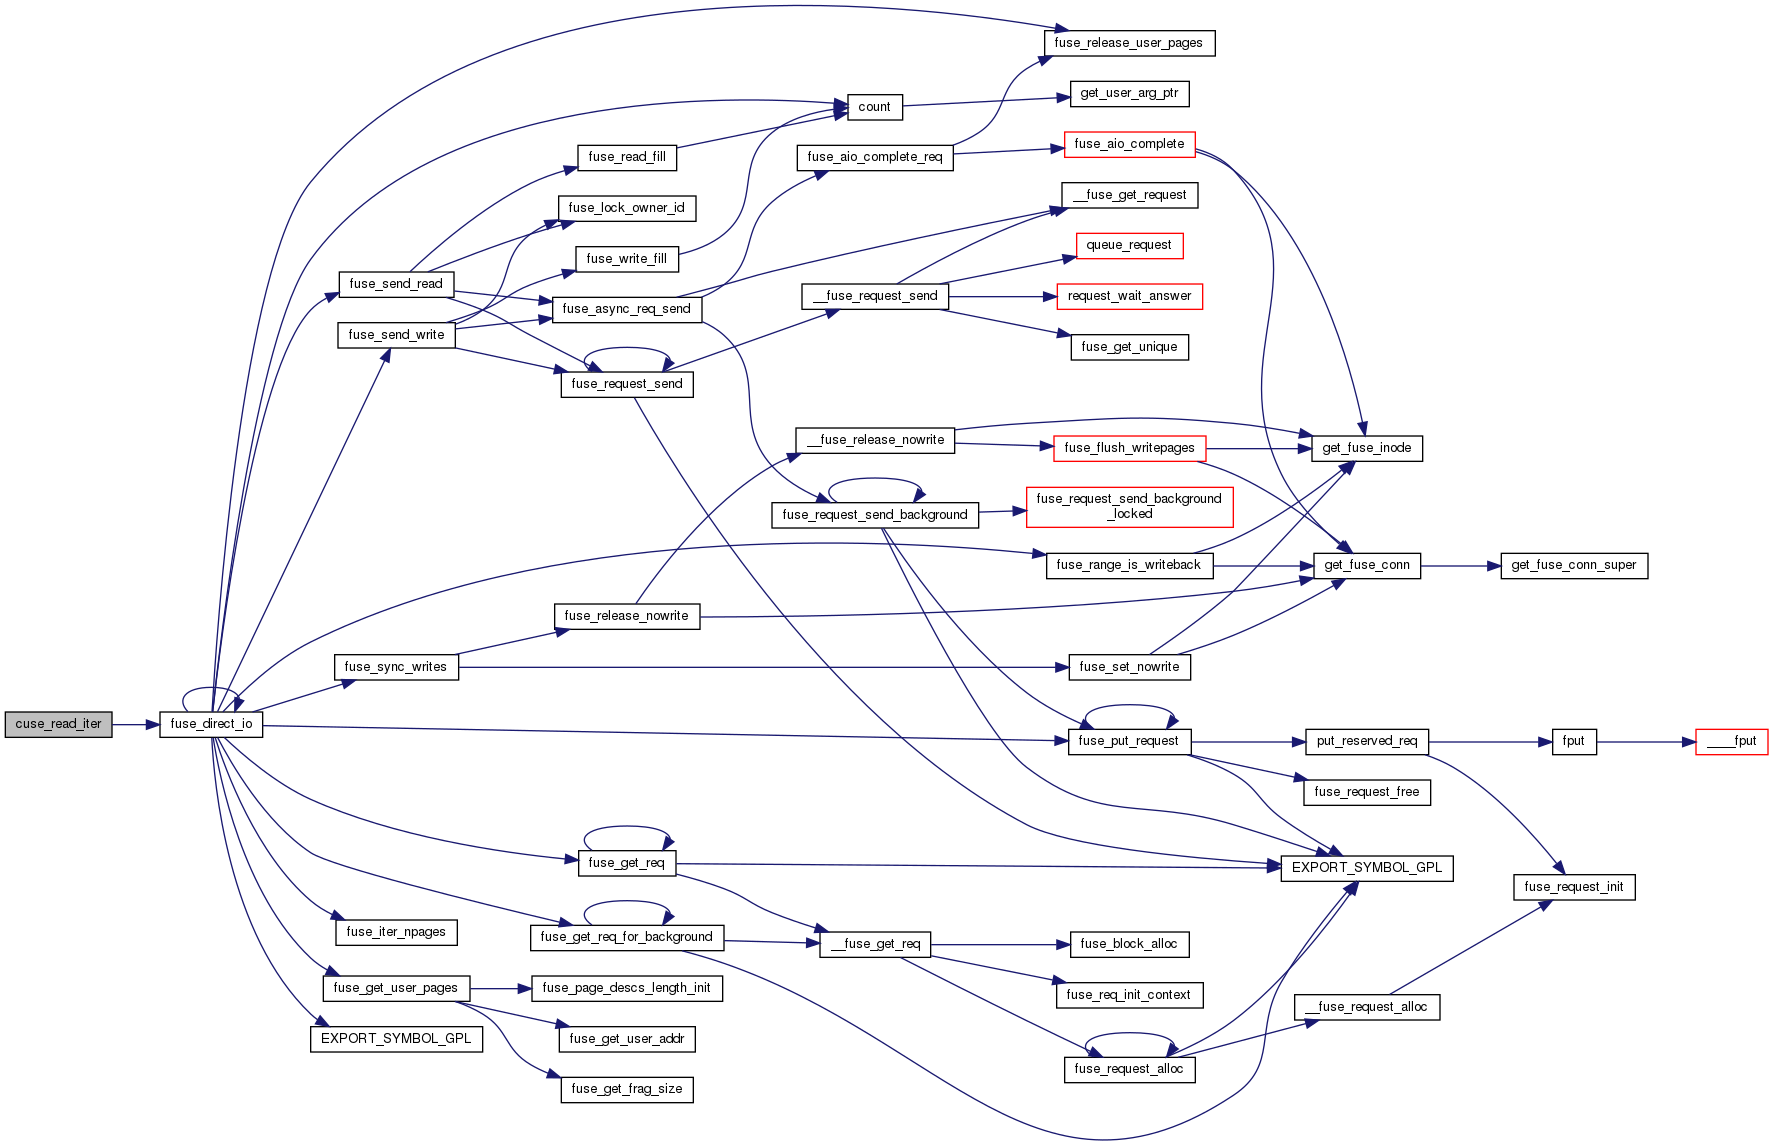 fuse_release_user_pages
get_user_arg_ptr
count
fuse_aio_complete
fuse_read_fill
fuse_aio_complete_req
__fuse_get_request
fuse_lock_owner_id
queue_request
fuse_write_fill
fuse_send_read
__fuse_request_send
request_wait_answer
fuse_async_req_send
fuse_send_write
fuse_get_unique
fuse_request_send
__fuse_release_nowrite
fuse_flush_writepages
get_fuse_inode
fuse_request_send_background
_locked
fuse_request_send_background
fuse_range_is_writeback
get_fuse_conn
get_fuse_conn_super
fuse_release_nowrite
fuse_sync_writes
fuse_set_nowrite
cuse_read_iter
fuse_direct_io
fuse_put_request
put_reserved_req
fput
____fput
fuse_request_free
fuse_get_req
EXPORT_SYMBOL_GPL
fuse_request_init
fuse_iter_npages
fuse_get_req_for_background
__fuse_get_req
fuse_block_alloc
fuse_get_user_pages
fuse_page_descs_length_init
fuse_req_init_context
__fuse_request_alloc
EXPORT_SYMBOL_GPL
fuse_get_user_addr
fuse_request_alloc
fuse_get_frag_size